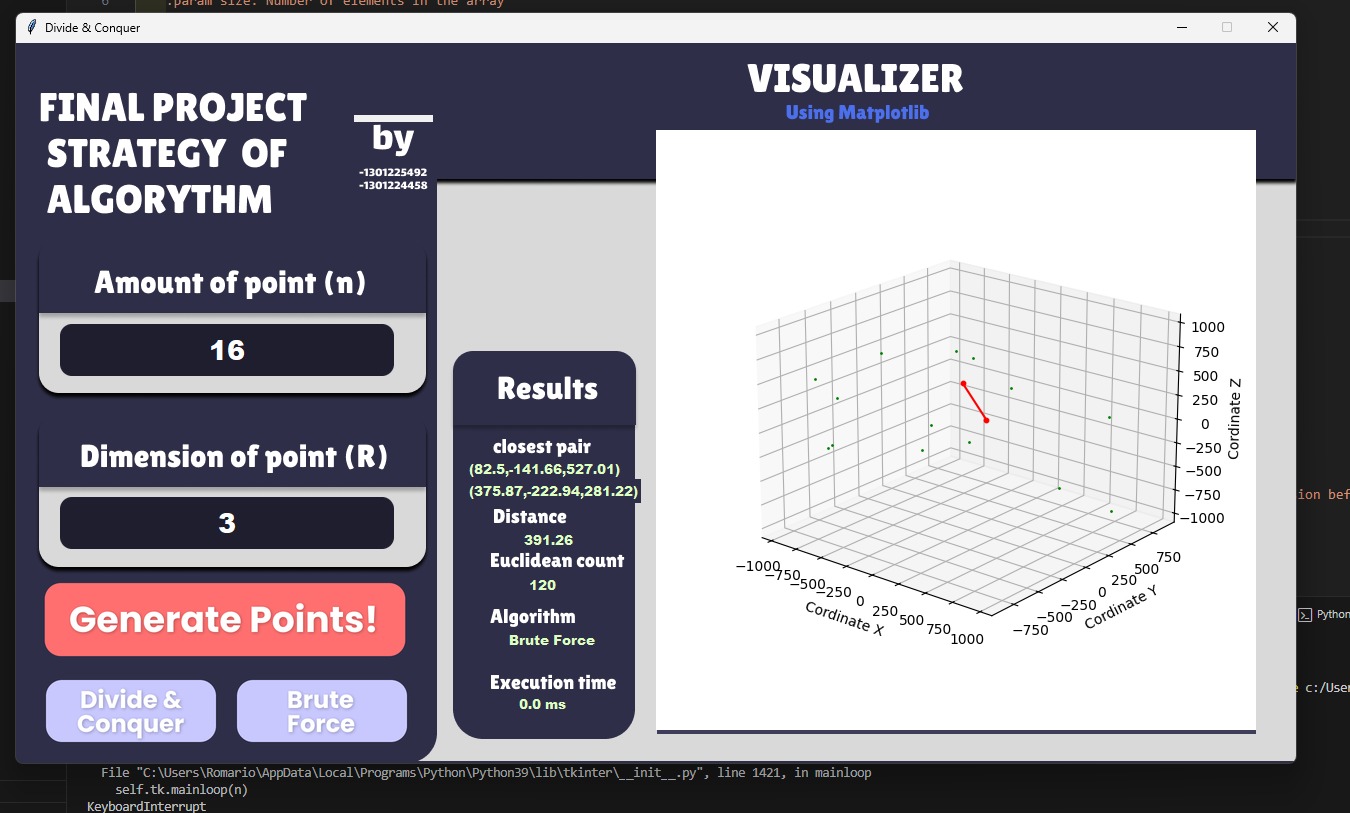 6 .param size: Number of elements in the array
Divide & Conquer
FINAL PROJECT
STRATEGY OF
ALGORYTHM
by
-1301225492
-1301224458
VISUALIZER
Using Matplotlib
Amount of point (n)
16
Dimension of point (R)
3
Generate Points!
Divide &
Conquer
Brute
Force
Results
closest pair
(82.5,-141.66,527.01)
(375.87,-222.94,281.22)
Distance
391.26
Euclidean count
120
Algorithm
Brute Force
Execution time
0.0 ms
1000
750
500
250
0
−250
−500
−750
−1000
Cordinate Z
−1000
−750
−500
−250
0
250
500
750
1000
Cordinate X
−750
−500
−250
0
250
500
750
Cordinate Y
ion bef
Python
c:/User
File "C:\Users\Romario\AppData\Local\Programs\Python\Python39\lib\tkinter\__init__.py", line 1421, in mainloop
self.tk.mainloop(n)
KeyboardInterrupt